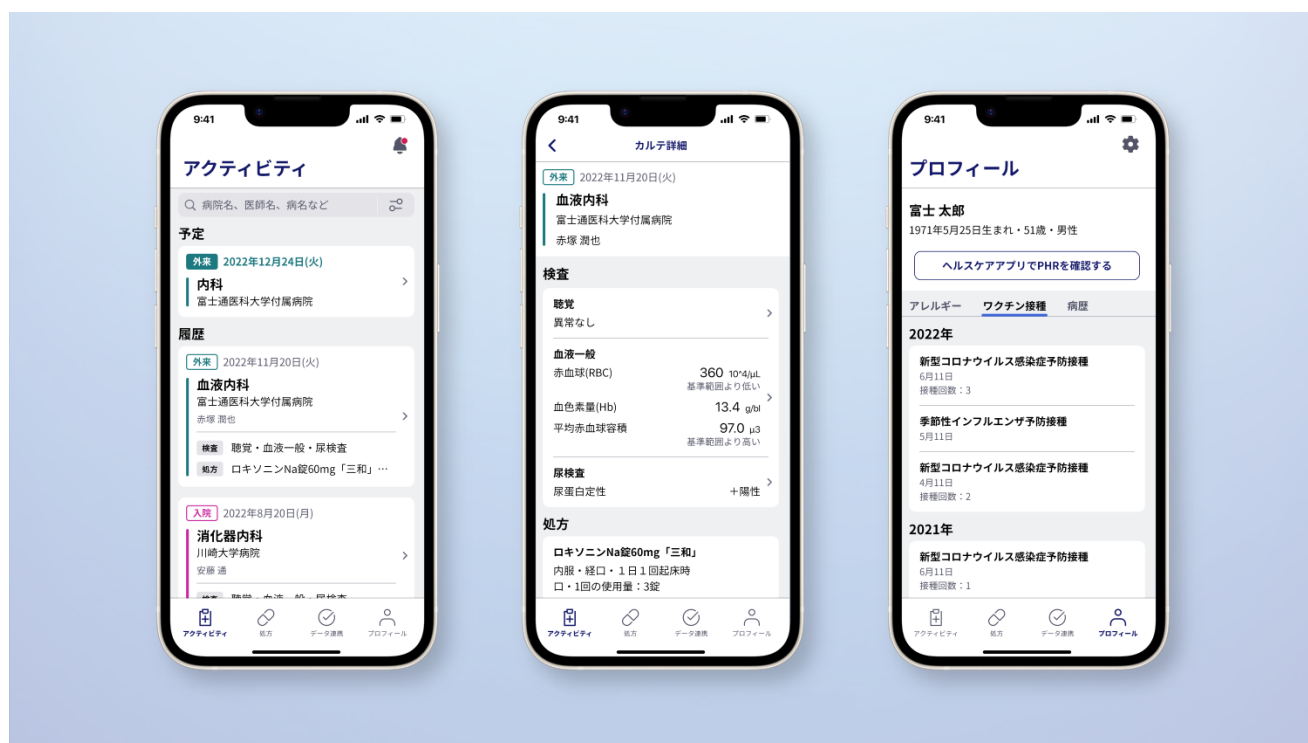 9:41
アクティビティ
病院名、医師名、病名など
予定
外来 2022年12月24日(火)
内科
富士通医科大学付属病院
履歴
外来 2022年11月20日(火)
血液内科
富士通医科大学付属病院
赤塚 潤也
検査 聴覚・血液一般・尿検査
処方 ロキソニンNa錠60mg「三和」…
入院 2022年8月20日(月)
消化器内科
川崎大学病院
安藤 通
検査 聴覚・血液一般・尿検査
アクティビティ 処方 データ連携 プロフィール
9:41
カルテ詳細
外来 2022年11月20日(火)
血液内科
富士通医科大学付属病院
赤塚 潤也
検査
聴覚
異常なし
血液一般
赤血球(RBC) 360 10^4/μL
基準範囲より低い
血色素量(Hb) 13.4 g/bl
平均赤血球容積 97.0 μ3
基準範囲より高い
尿検査
尿蛋白定性 +陽性
処方
ロキソニンNa錠60mg「三和」
内服・経口・1日1回起床時
口・1回の使用量：3錠
アクティビティ 処方 データ連携 プロフィール
9:41
プロフィール
富士 太郎
1971年5月25日生まれ・51歳・男性
ヘルスケアアプリでPHRを確認する
アレルギー ワクチン接種 病歴
2022年
新型コロナウイルス感染症予防接種
6月11日
接種回数：3
季節性インフルエンザ予防接種
5月11日
新型コロナウイルス感染症予防接種
4月11日
接種回数：2
2021年
新型コロナウイルス感染症予防接種
6月11日
接種回数：1
アクティビティ 処方 データ連携 プロフィール